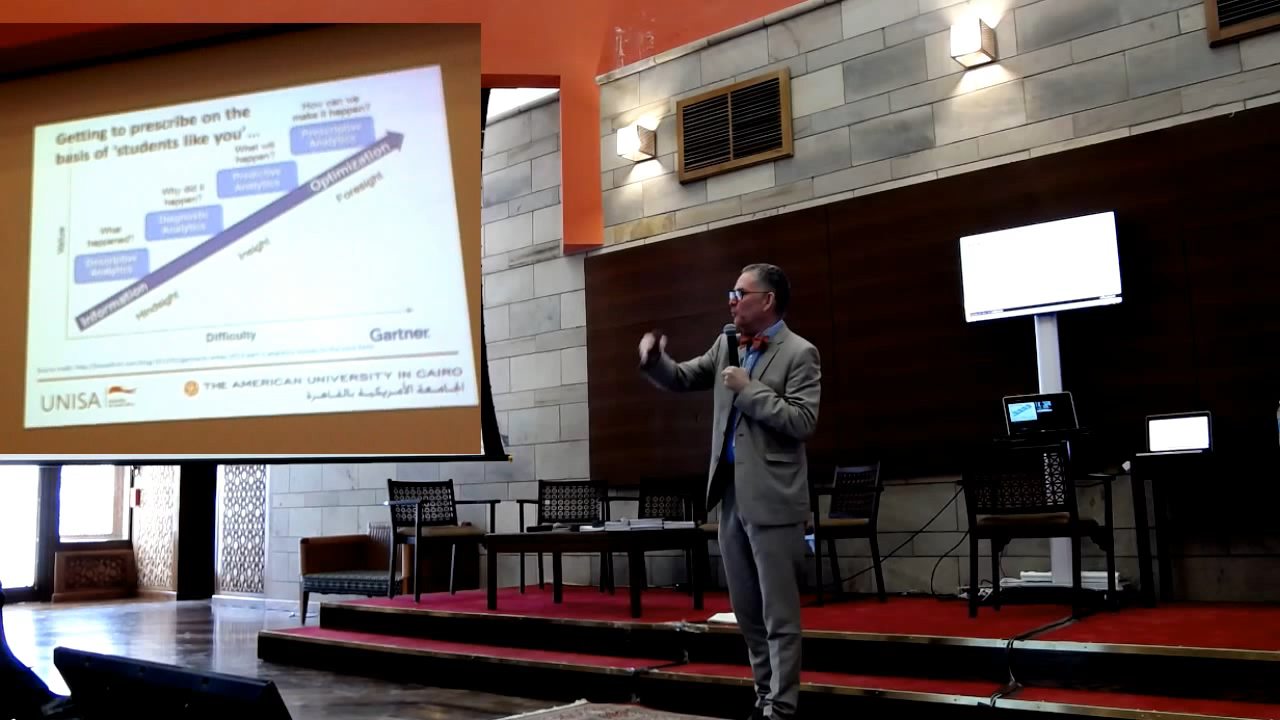 Getting to prescribe on the
basis of 'students like you'...
How can we
make it happen?
Prescriptive
Analytics
What will
happen?
Predictive
Analytics
Why did it
happen?
Diagnostic
Analytics
What
happened?
Descriptive
Analytics
Value
Information
Optimization
Hindsight
Insight
Foresight
Difficulty
Gartner.
UNISA
THE AMERICAN UNIVERSITY IN CAIRO
الجامعة الأمريكية بالقاهرة